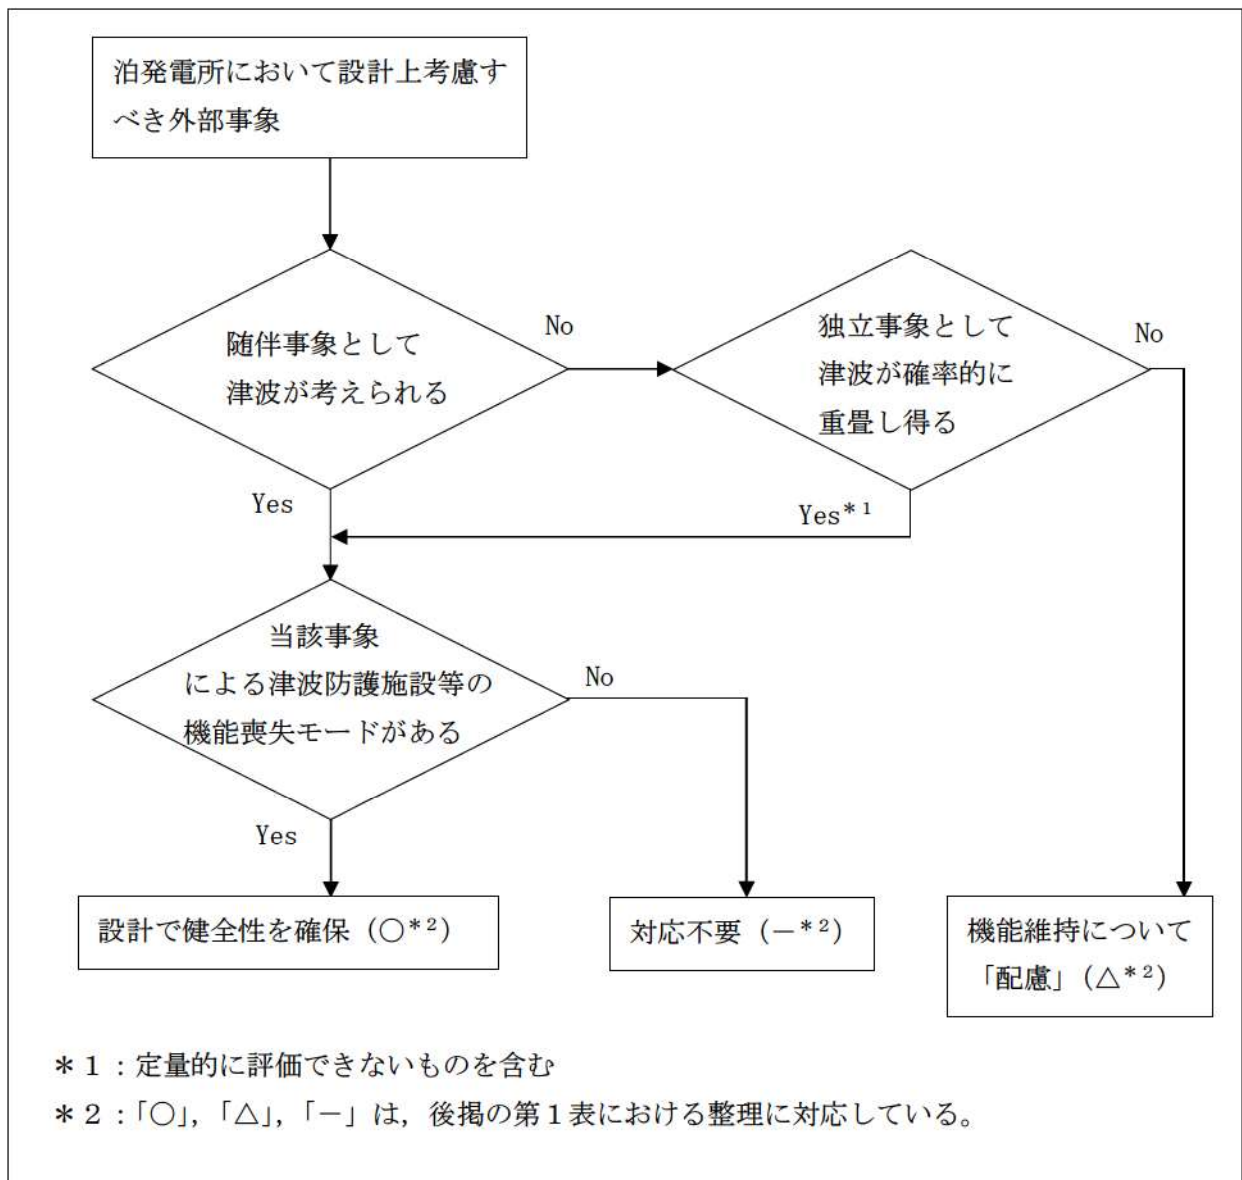 泊発電所において設計上考慮す
べき外部事象
随伴事象として
津波が考えられる
No
独立事象として
津波が確率的に
重畳し得る
No
Yes
Yes＊１
当該事象
による津波防護施設等の
機能喪失モードがある
No
Yes
設計で健全性を確保（○＊２）
対応不要（－＊２）
機能維持について
「配慮」（△＊２）
＊１：定量的に評価できないものを含む
＊２：「○」，「△」，「－」は，後掲の第１表における整理に対応している。